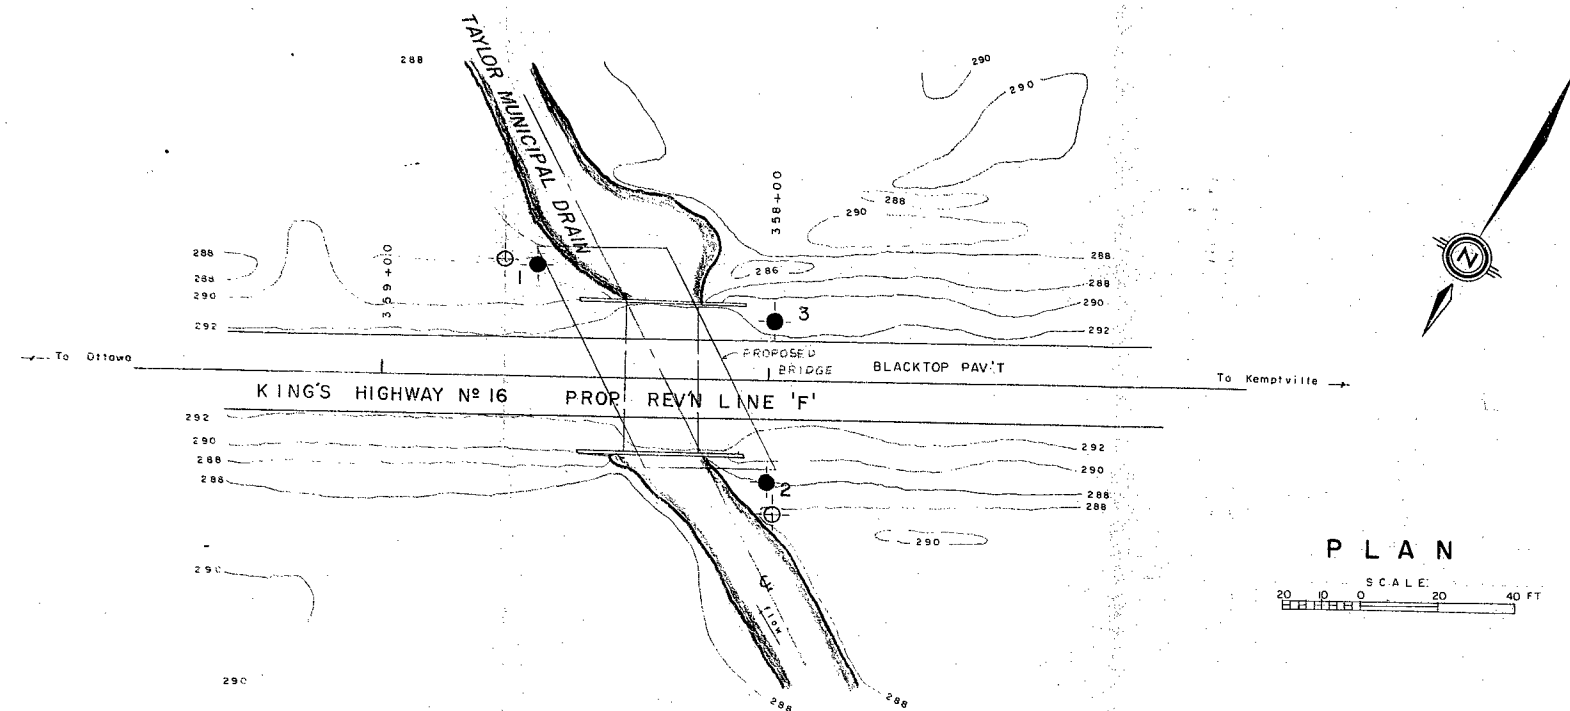 TAYLOR MUNICIPAL DRAIN
288
290
290
358+00
288
290
359+00
288
288
290
292
1
286
3
288
288
290
292
To Ottawa
PROPOSED
BRIDGE
BLACKTOP PAV'T
To Kemptville
KING'S HIGHWAY Nº 16 PROP. REV'N LINE 'F'
292
290
288
288
292
290
288
288
2
290
290
flow
290
288
288
N
PLAN
SCALE
20 10 0 20 40 FT